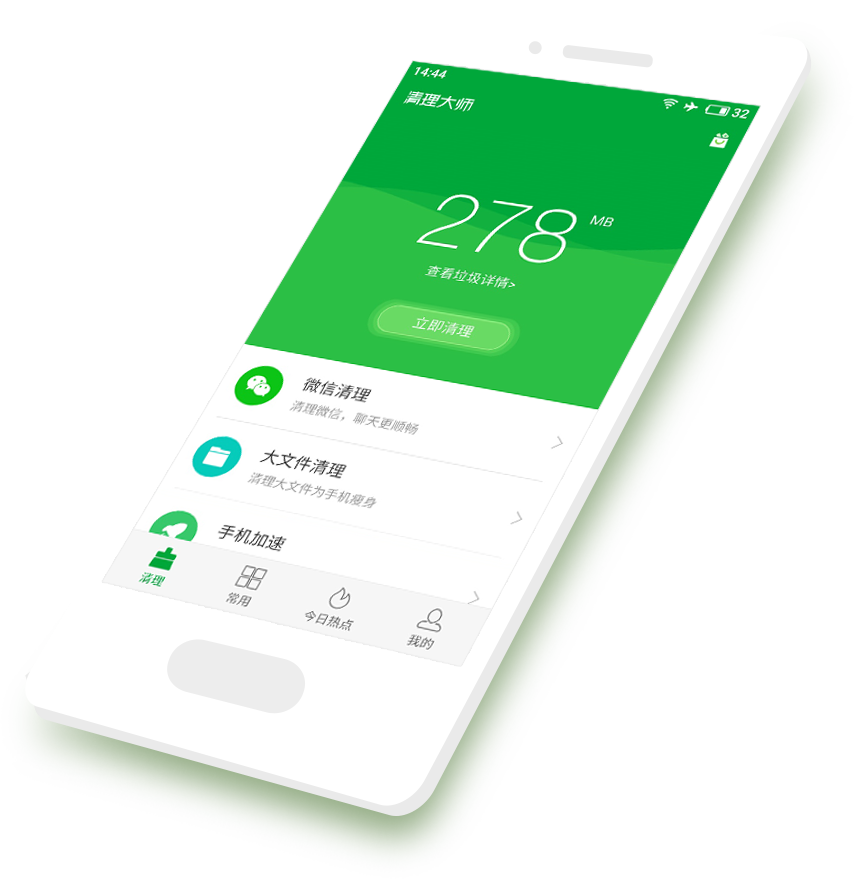 14:44
32
清理大师
278 MB
查看垃圾详情>
立即清理
微信清理
清理微信，聊天更顺畅
大文件清理
清理大文件为手机瘦身
手机加速
清理
常用
今日热点
我的